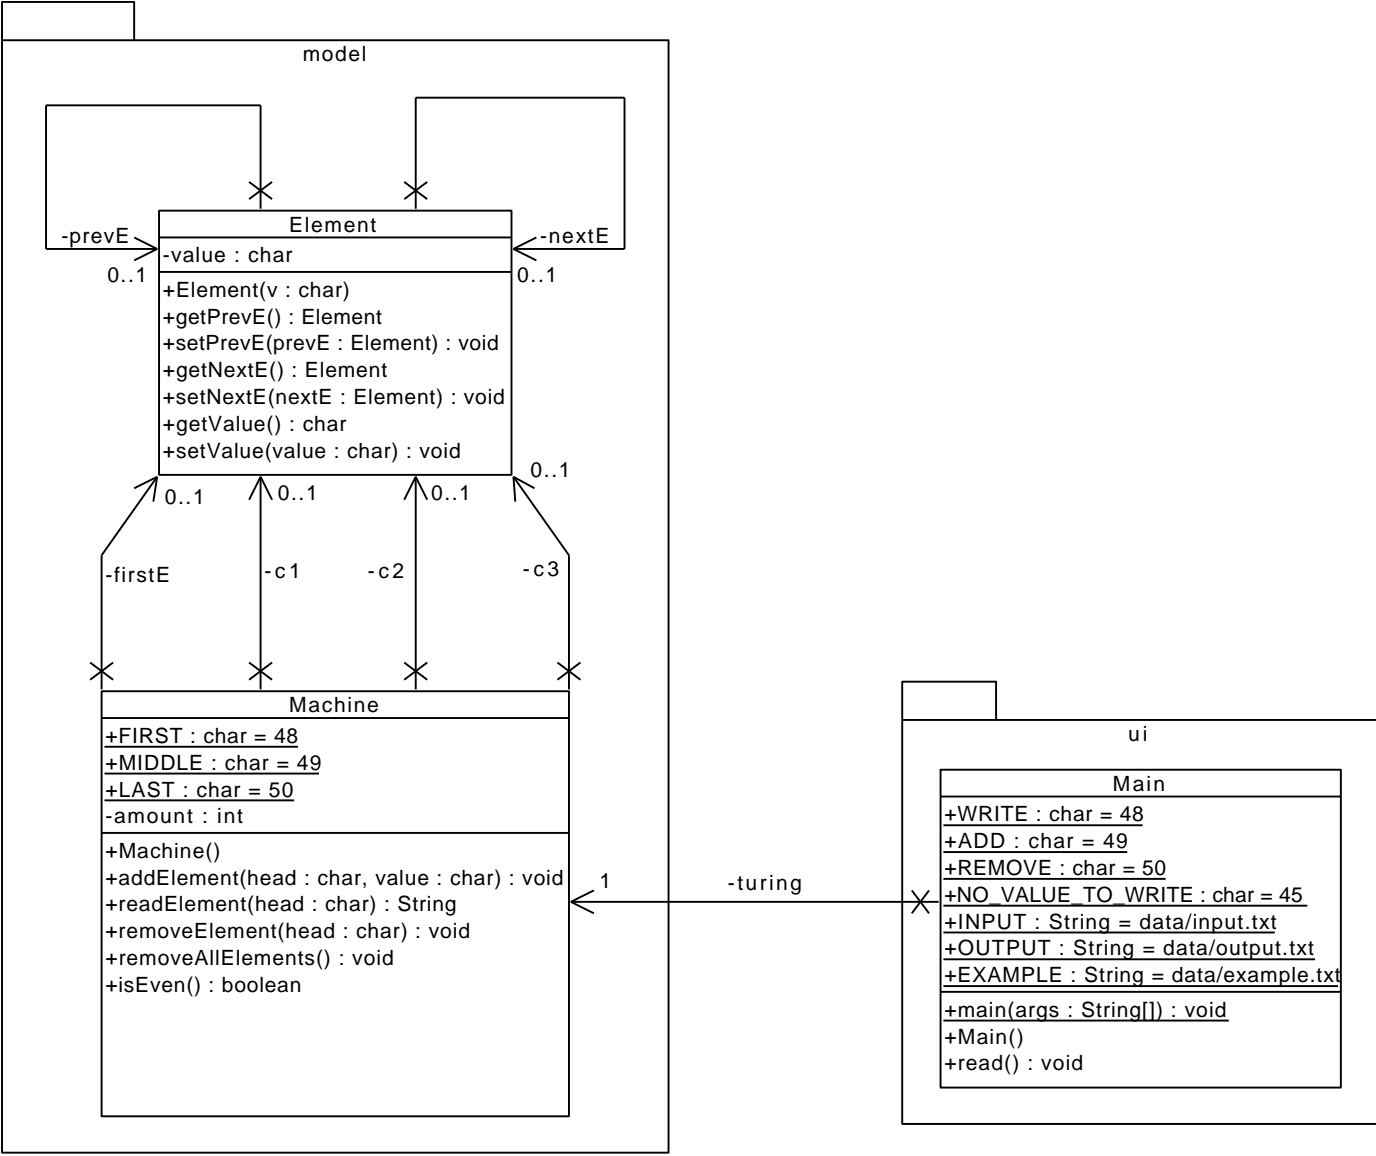 model
-prevE
-nextE
0..1
0..1
Element
-value : char
+Element(v : char)
+getPrevE() : Element
+setPrevE(prevE : Element) : void
+getNextE() : Element
+setNextE(nextE : Element) : void
+getValue() : char
+setValue(value : char) : void
0..1
0..1
0..1
0..1
-firstE
-c1
-c2
-c3
Machine
+FIRST : char = 48
+MIDDLE : char = 49
+LAST : char = 50
-amount : int
+Machine()
+addElement(head : char, value : char) : void
+readElement(head : char) : String
+removeElement(head : char) : void
+removeAllElements() : void
+isEven() : boolean
1
-turing
ui
Main
+WRITE : char = 48
+ADD : char = 49
+REMOVE : char = 50
+NO_VALUE_TO_WRITE : char = 45
+INPUT : String = data/input.txt
+OUTPUT : String = data/output.txt
+EXAMPLE : String = data/example.txt
+main(args : String[]) : void
+Main()
+read() : void